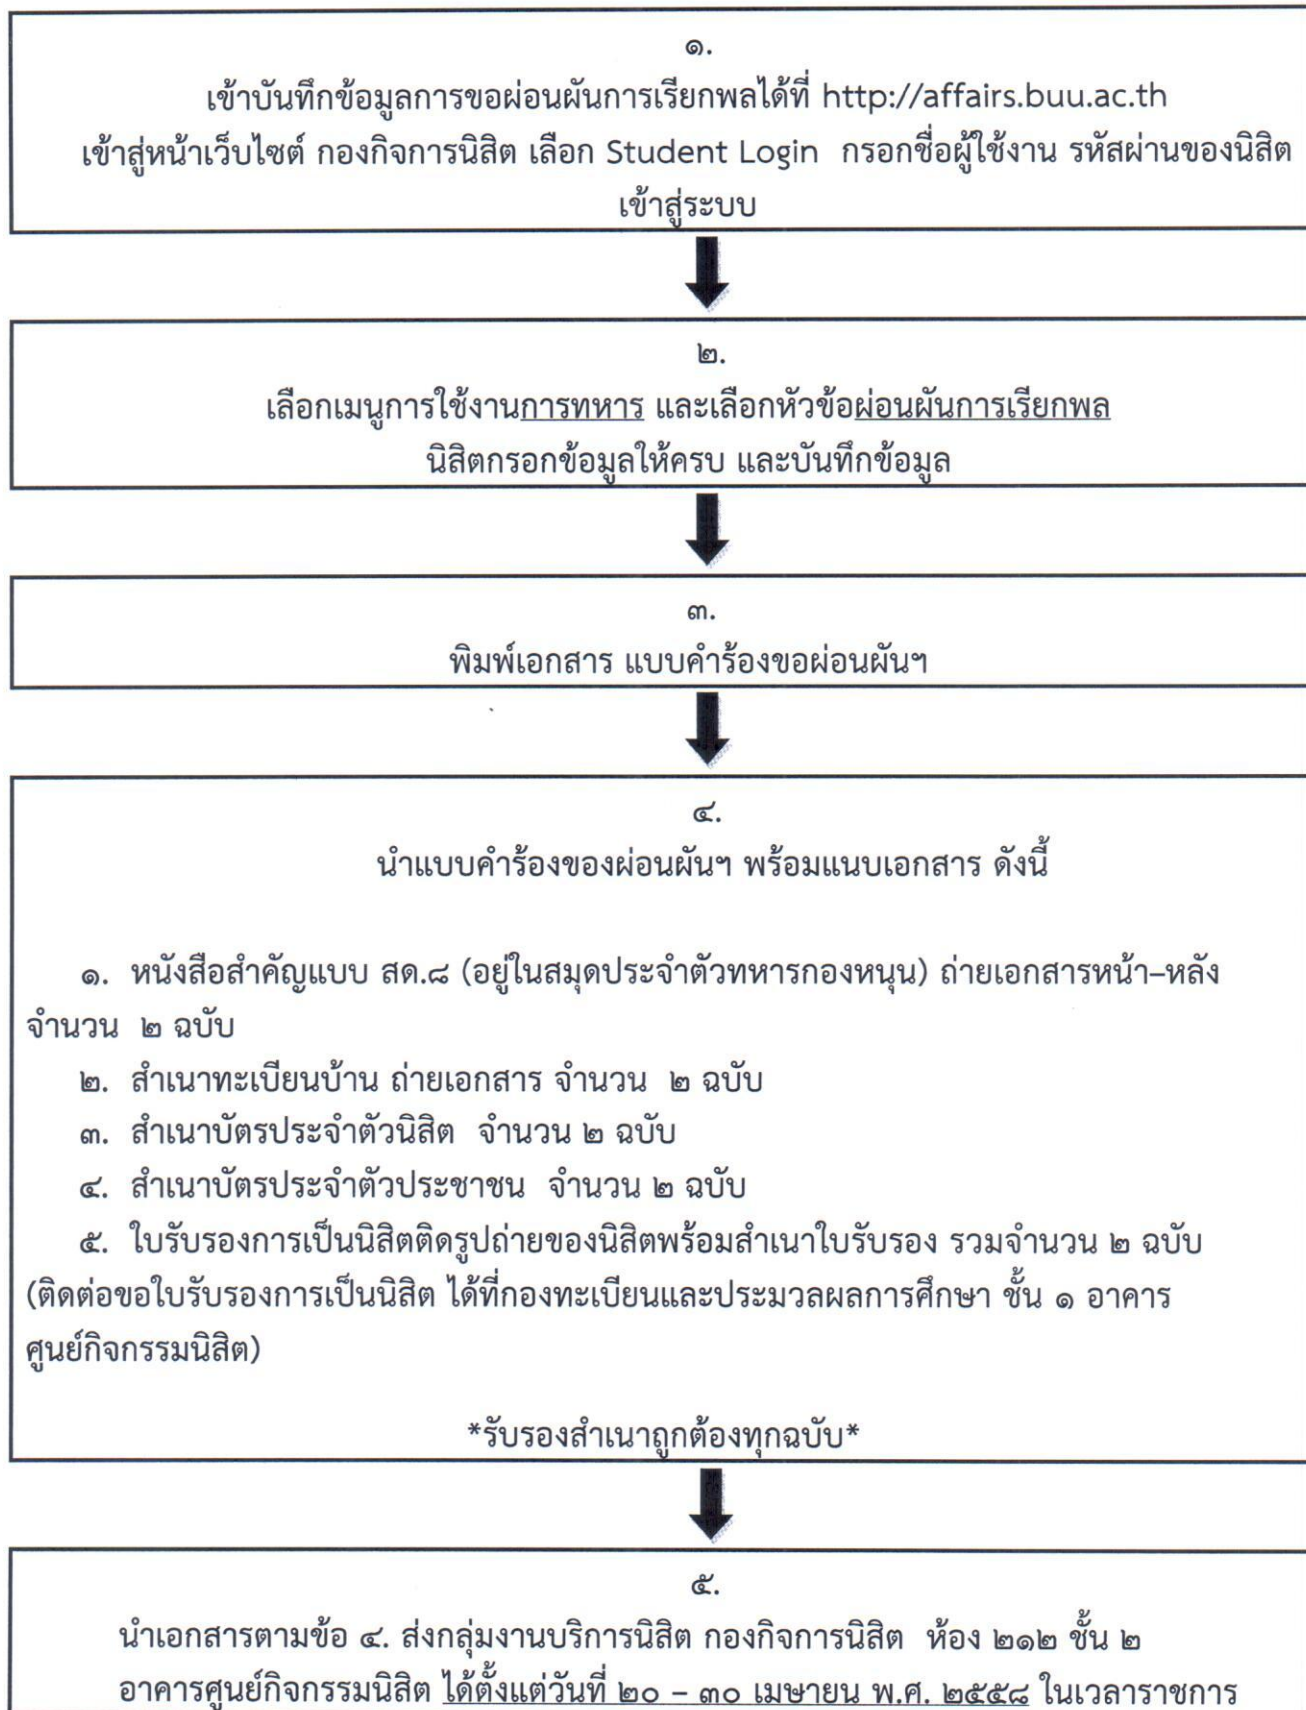 ๑.
เข้าบันทึกข้อมูลการขอผ่อนผันการเรียกพลได้ที่ http://affairs.buu.ac.th
เข้าสู่หน้าเว็บไซต์ กองกิจการนิสิต เลือก Student Login กรอกชื่อผู้ใช้งาน รหัสผ่านของนิสิต
เข้าสู่ระบบ
๒.
เลือกเมนูการใช้งานการทหาร และเลือกหัวข้อผ่อนผันการเรียกพล
นิสิตกรอกข้อมูลให้ครบ และบันทึกข้อมูล
๓.
พิมพ์เอกสาร แบบคำร้องขอผ่อนผันฯ
๔.
นำแบบคำร้องของผ่อนผันฯ พร้อมแนบเอกสาร ดังนี้
๑. หนังสือสำคัญแบบ สด.๘ (อยู่ในสมุดประจำตัวทหารกองหนุน) ถ่ายเอกสารหน้า–หลัง
จำนวน ๒ ฉบับ
๒. สำเนาทะเบียนบ้าน ถ่ายเอกสาร จำนวน ๒ ฉบับ
๓. สำเนาบัตรประจำตัวนิสิต จำนวน ๒ ฉบับ
๔. สำเนาบัตรประจำตัวประชาชน จำนวน ๒ ฉบับ
๕. ใบรับรองการเป็นนิสิตติดรูปถ่ายของนิสิตพร้อมสำเนาใบรับรอง รวมจำนวน ๒ ฉบับ
(ติดต่อขอใบรับรองการเป็นนิสิต ได้ที่กองทะเบียนและประมวลผลการศึกษา ชั้น ๑ อาคาร
ศูนย์กิจกรรมนิสิต)
*รับรองสำเนาถูกต้องทุกฉบับ*
๕.
นำเอกสารตามข้อ ๔. ส่งกลุ่มงานบริการนิสิต กองกิจการนิสิต ห้อง ๒๑๒ ชั้น ๒
อาคารศูนย์กิจกรรมนิสิต ได้ตั้งแต่วันที่ ๒๐ – ๓๐ เมษายน พ.ศ. ๒๕๕๘ ในเวลาราชการ